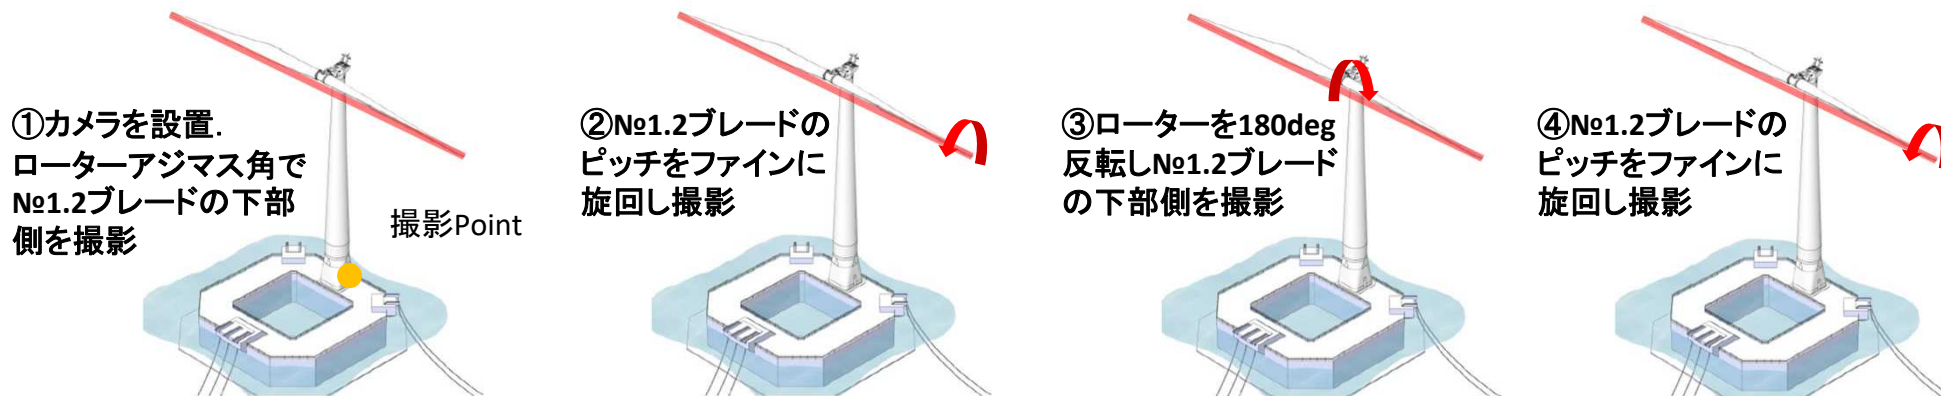 ①カメラを設置.
ローターアジマス角で
№1.2ブレードの下部
側を撮影
撮影Point
②№1.2ブレードの
ピッチをファインに
旋回し撮影
③ローターを180deg
反転し№1.2ブレード
の下部側を撮影
④№1.2ブレードの
ピッチをファインに
旋回し撮影